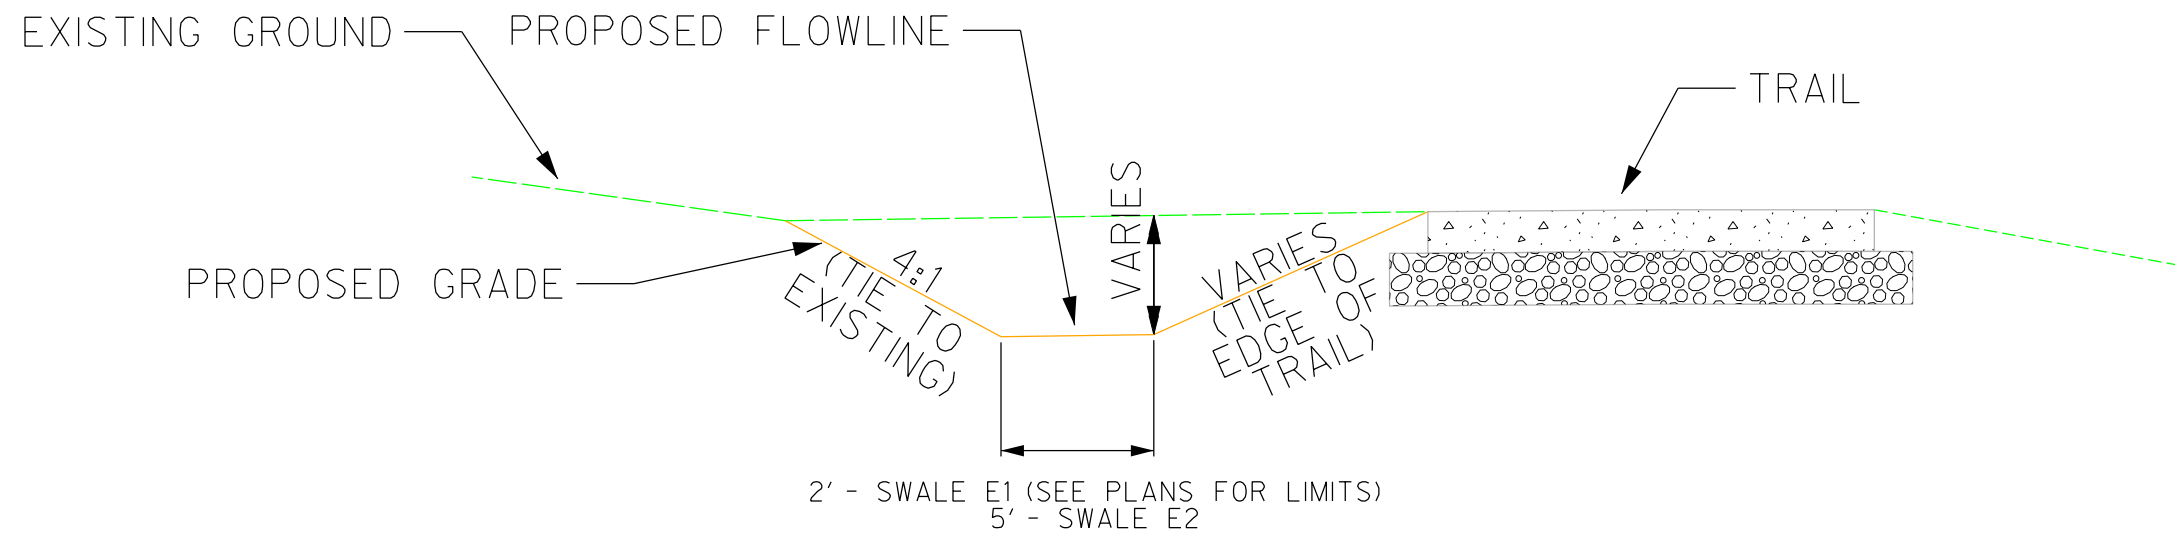 EXISTING GROUND
PROPOSED FLOWLINE
TRAIL
VARIES
PROPOSED GRADE
4:1
(TIE TO
EXISTING)
VARIES
(TIE TO
EDGE OF
TRAIL)
2' - SWALE E1 (SEE PLANS FOR LIMITS)
5' - SWALE E2